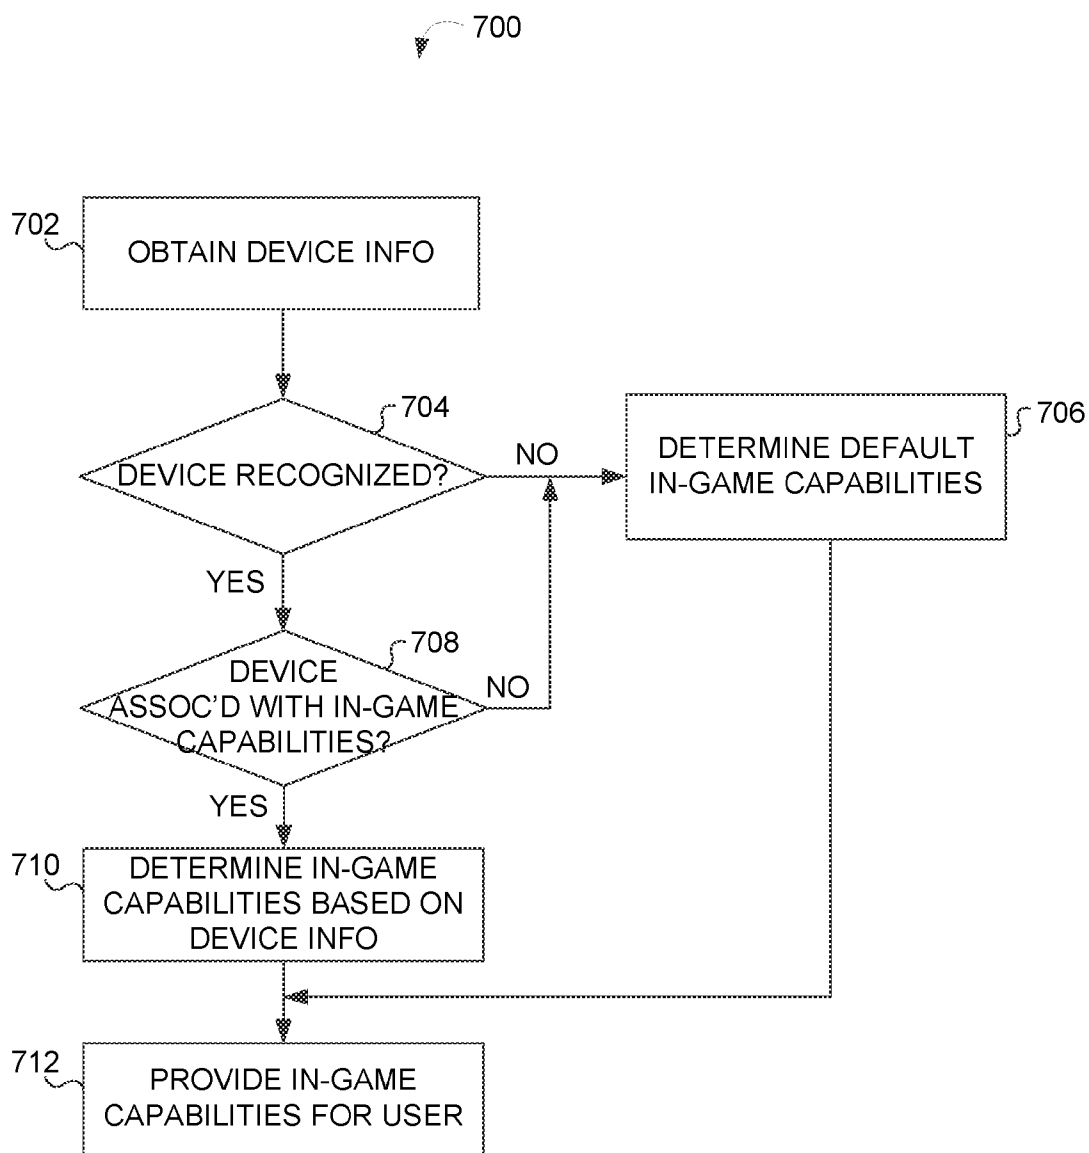 700
702
OBTAIN DEVICE INFO
704
DEVICE RECOGNIZED?
NO
706
DETERMINE DEFAULT
IN-GAME CAPABILITIES
YES
708
DEVICE
ASSOC'D WITH IN-GAME
CAPABILITIES?
NO
YES
710
DETERMINE IN-GAME
CAPABILITIES BASED ON
DEVICE INFO
712
PROVIDE IN-GAME
CAPABILITIES FOR USER